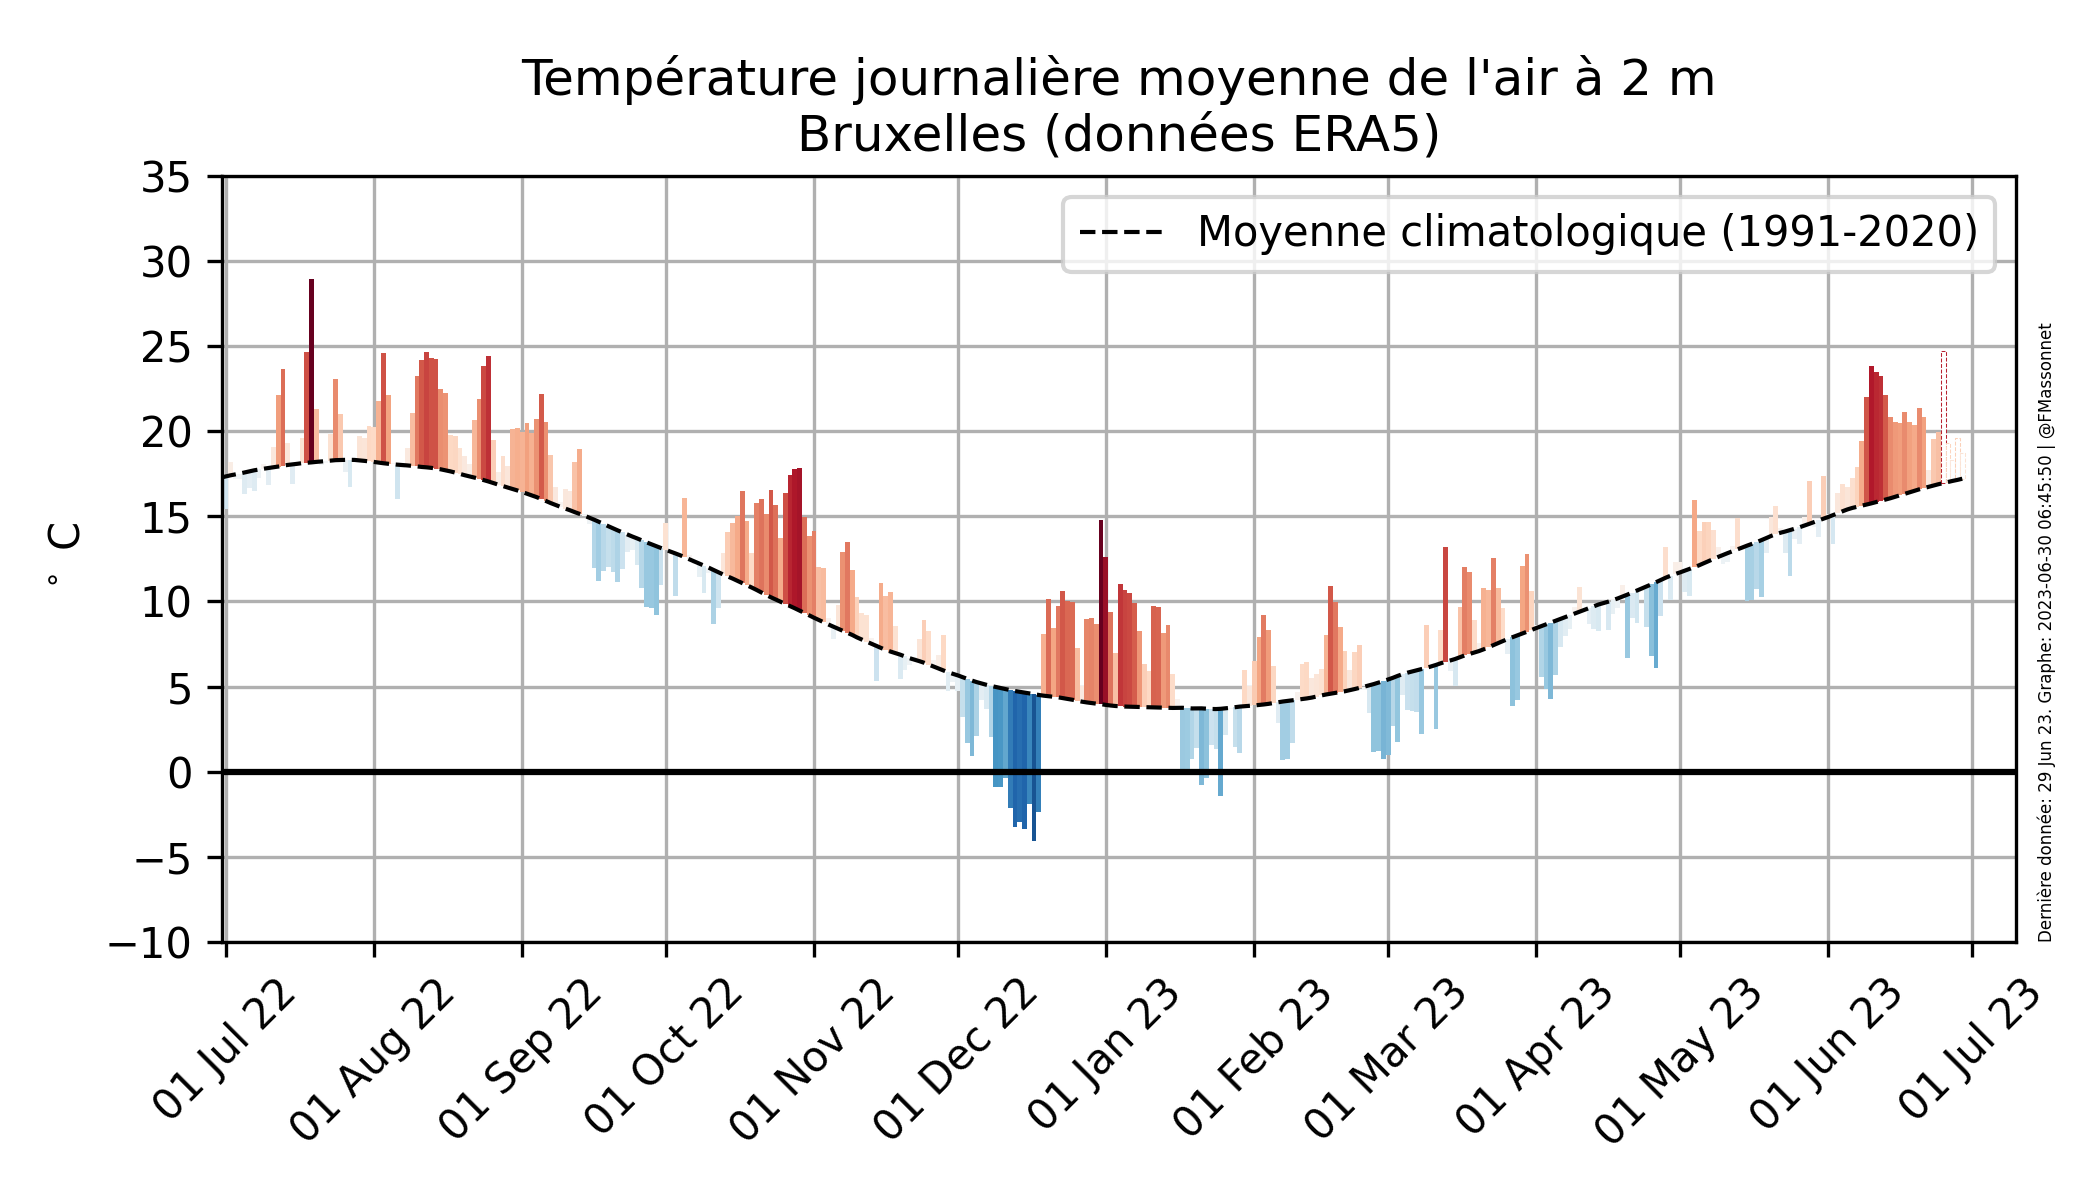 Température journalière moyenne de l'air à 2 m
Bruxelles (données ERA5)
Moyenne climatologique (1991-2020)
° C
35
30
25
20
15
10
5
0
−5
−10
01 Jul 22
01 Aug 22
01 Sep 22
01 Oct 22
01 Nov 22
01 Dec 22
01 Jan 23
01 Feb 23
01 Mar 23
01 Apr 23
01 May 23
01 Jun 23
01 Jul 23
Dernière donnée: 29 Jun 23. Graphe: 2023-06-30 06:45:50 | @FMassonnet